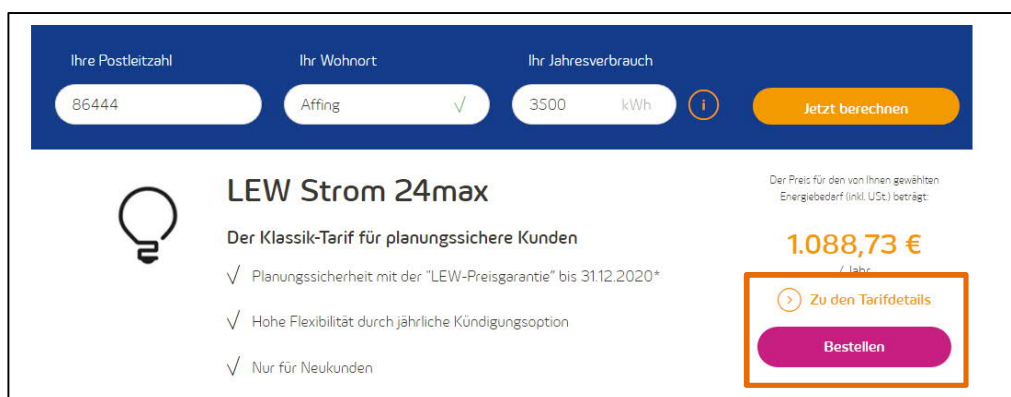 Ihre Postleitzahl Ihr Wohnort Ihr Jahresverbrauch
86444 Affing √ 3500 kWh i Jetzt berechnen
LEW Strom 24max
Der Klassik-Tarif für planungssichere Kunden
√ Planungssicherheit mit der "LEW-Preisgarantie" bis 31.12.2020*
√ Hohe Flexibilität durch jährliche Kündigungsoption
√ Nur für Neukunden
Der Preis für den von Ihnen gewählten
Energiebedarf (inkl. USt.) beträgt:
1.088,73 €
/ Jahr
Zu den Tarifdetails
Bestellen